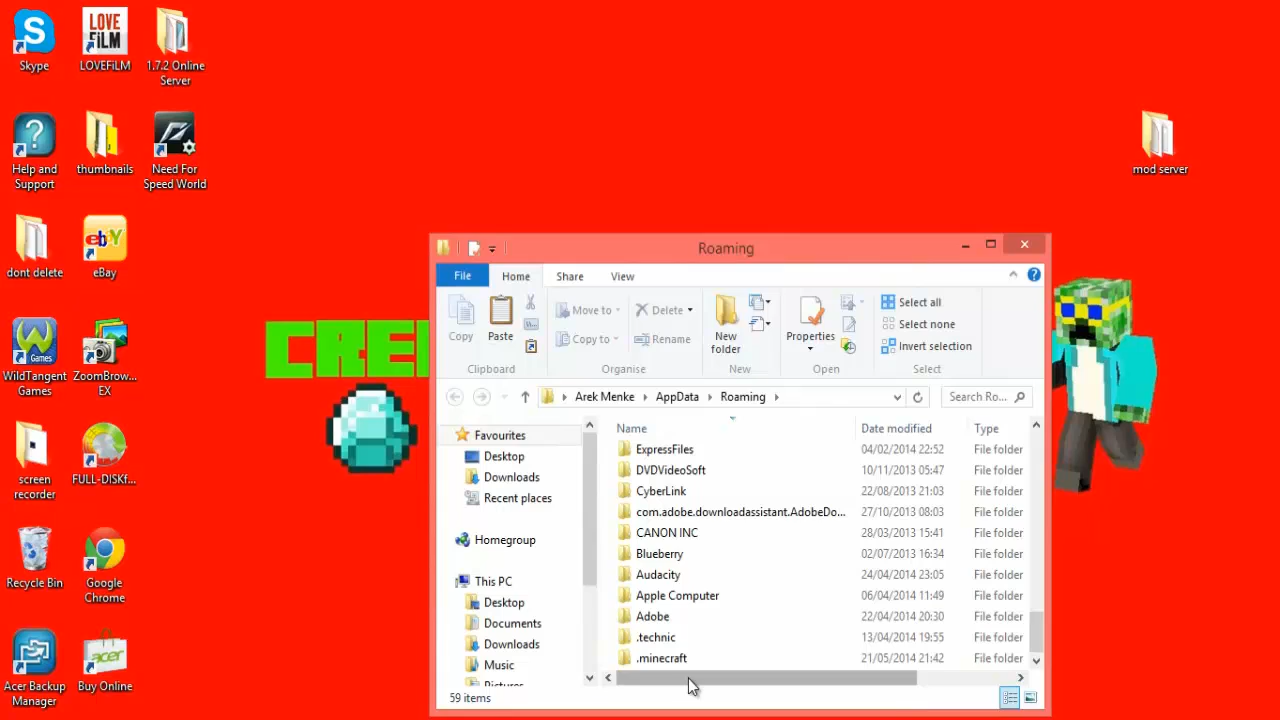 Skype
LOVEFiLM
1.7.2 Online
Server
LOVE
FiLM
Help and
Support
thumbnails
Need For
Speed World
mod server
dont delete
eBay
WildTangent
Games
ZoomBrow...
EX
screen
recorder
FULL-DISKf...
Recycle Bin
Google
Chrome
Acer Backup
Manager
Buy Online
CRE
Roaming
File
Home
Share
View
Copy
Paste
Move to
Copy to
Delete
Rename
New
folder
Properties
Select all
Select none
Invert selection
Clipboard
Organise
New
Open
Select
Arek Menke
AppData
Roaming
Search Ro...
Favourites
Desktop
Downloads
Recent places
Homegroup
This PC
Desktop
Documents
Downloads
Music
Pictures
Name Date modified Type
ExpressFiles 04/02/2014 22:52 File folder
DVDVideoSoft 10/11/2013 05:47 File folder
CyberLink 22/08/2013 21:03 File folder
com.adobe.downloadassistant.AdobeDo... 27/10/2013 08:03 File folder
CANON INC 28/03/2013 15:41 File folder
Blueberry 02/07/2013 16:34 File folder
Audacity 24/04/2014 23:05 File folder
Apple Computer 06/04/2014 11:49 File folder
Adobe 22/04/2014 20:30 File folder
.technic 13/04/2014 19:55 File folder
.minecraft 21/05/2014 21:42 File folder
59 items